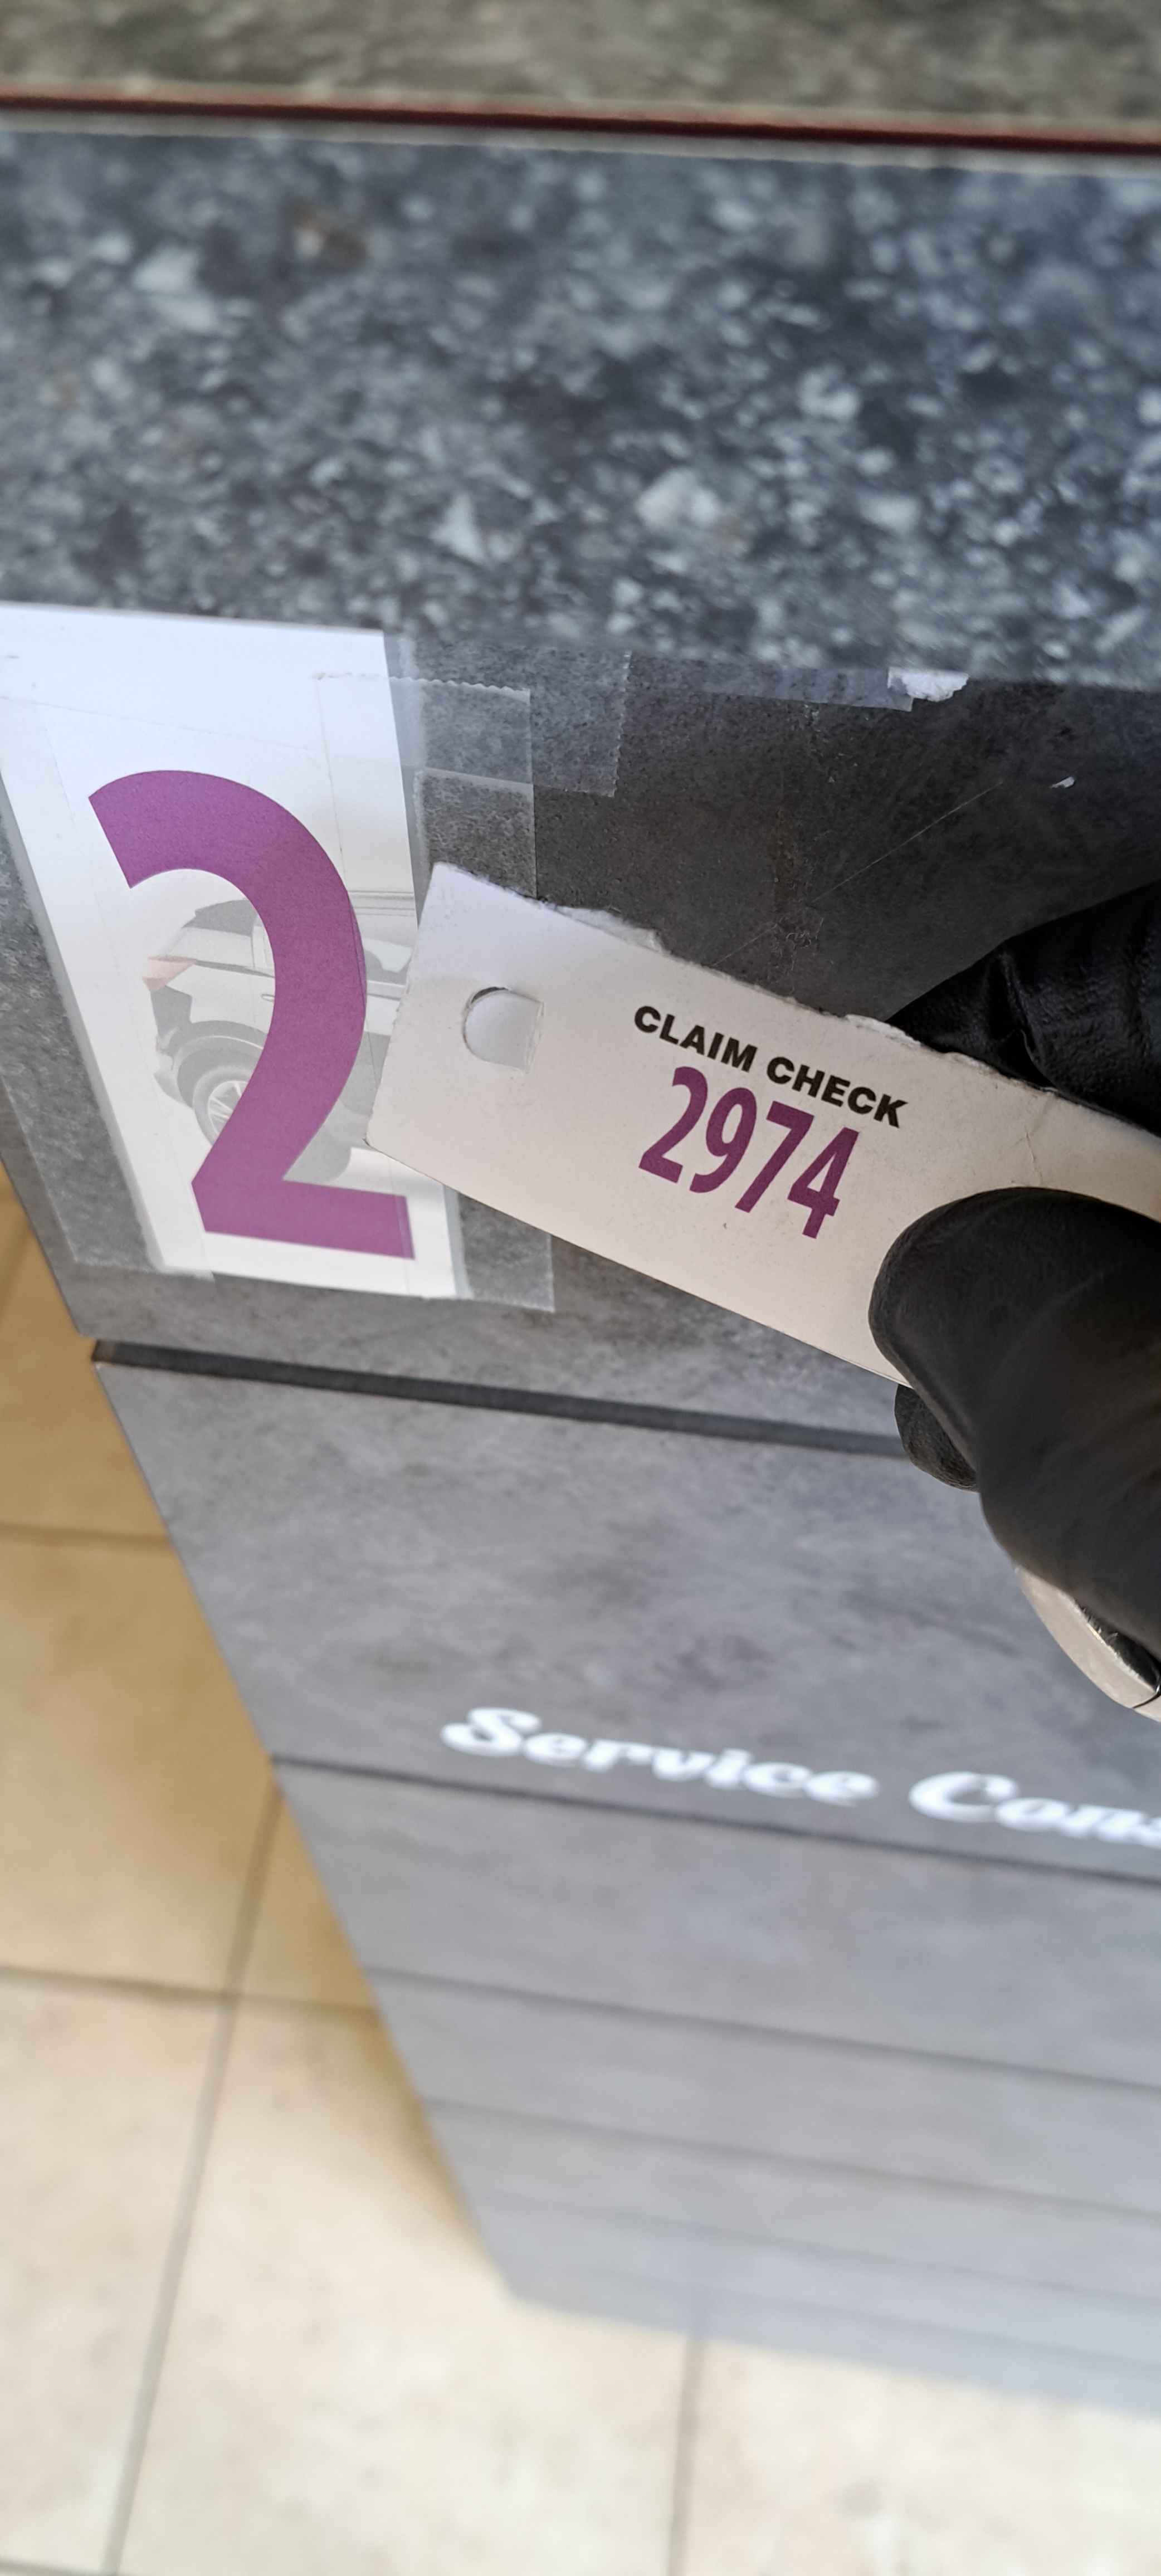 2
CLAIM CHECK
2974
Service